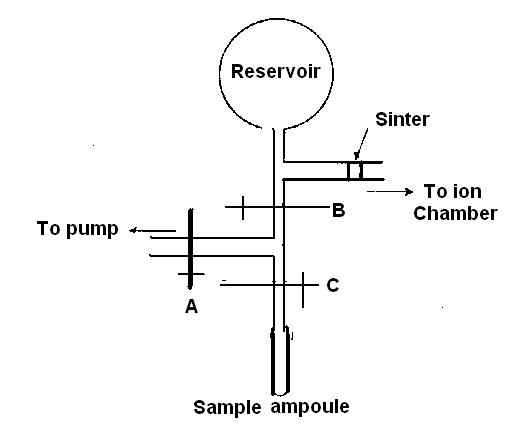 Reservoir
Sinter
To ion
Chamber
B
To pump
C
A
Sample ampoule